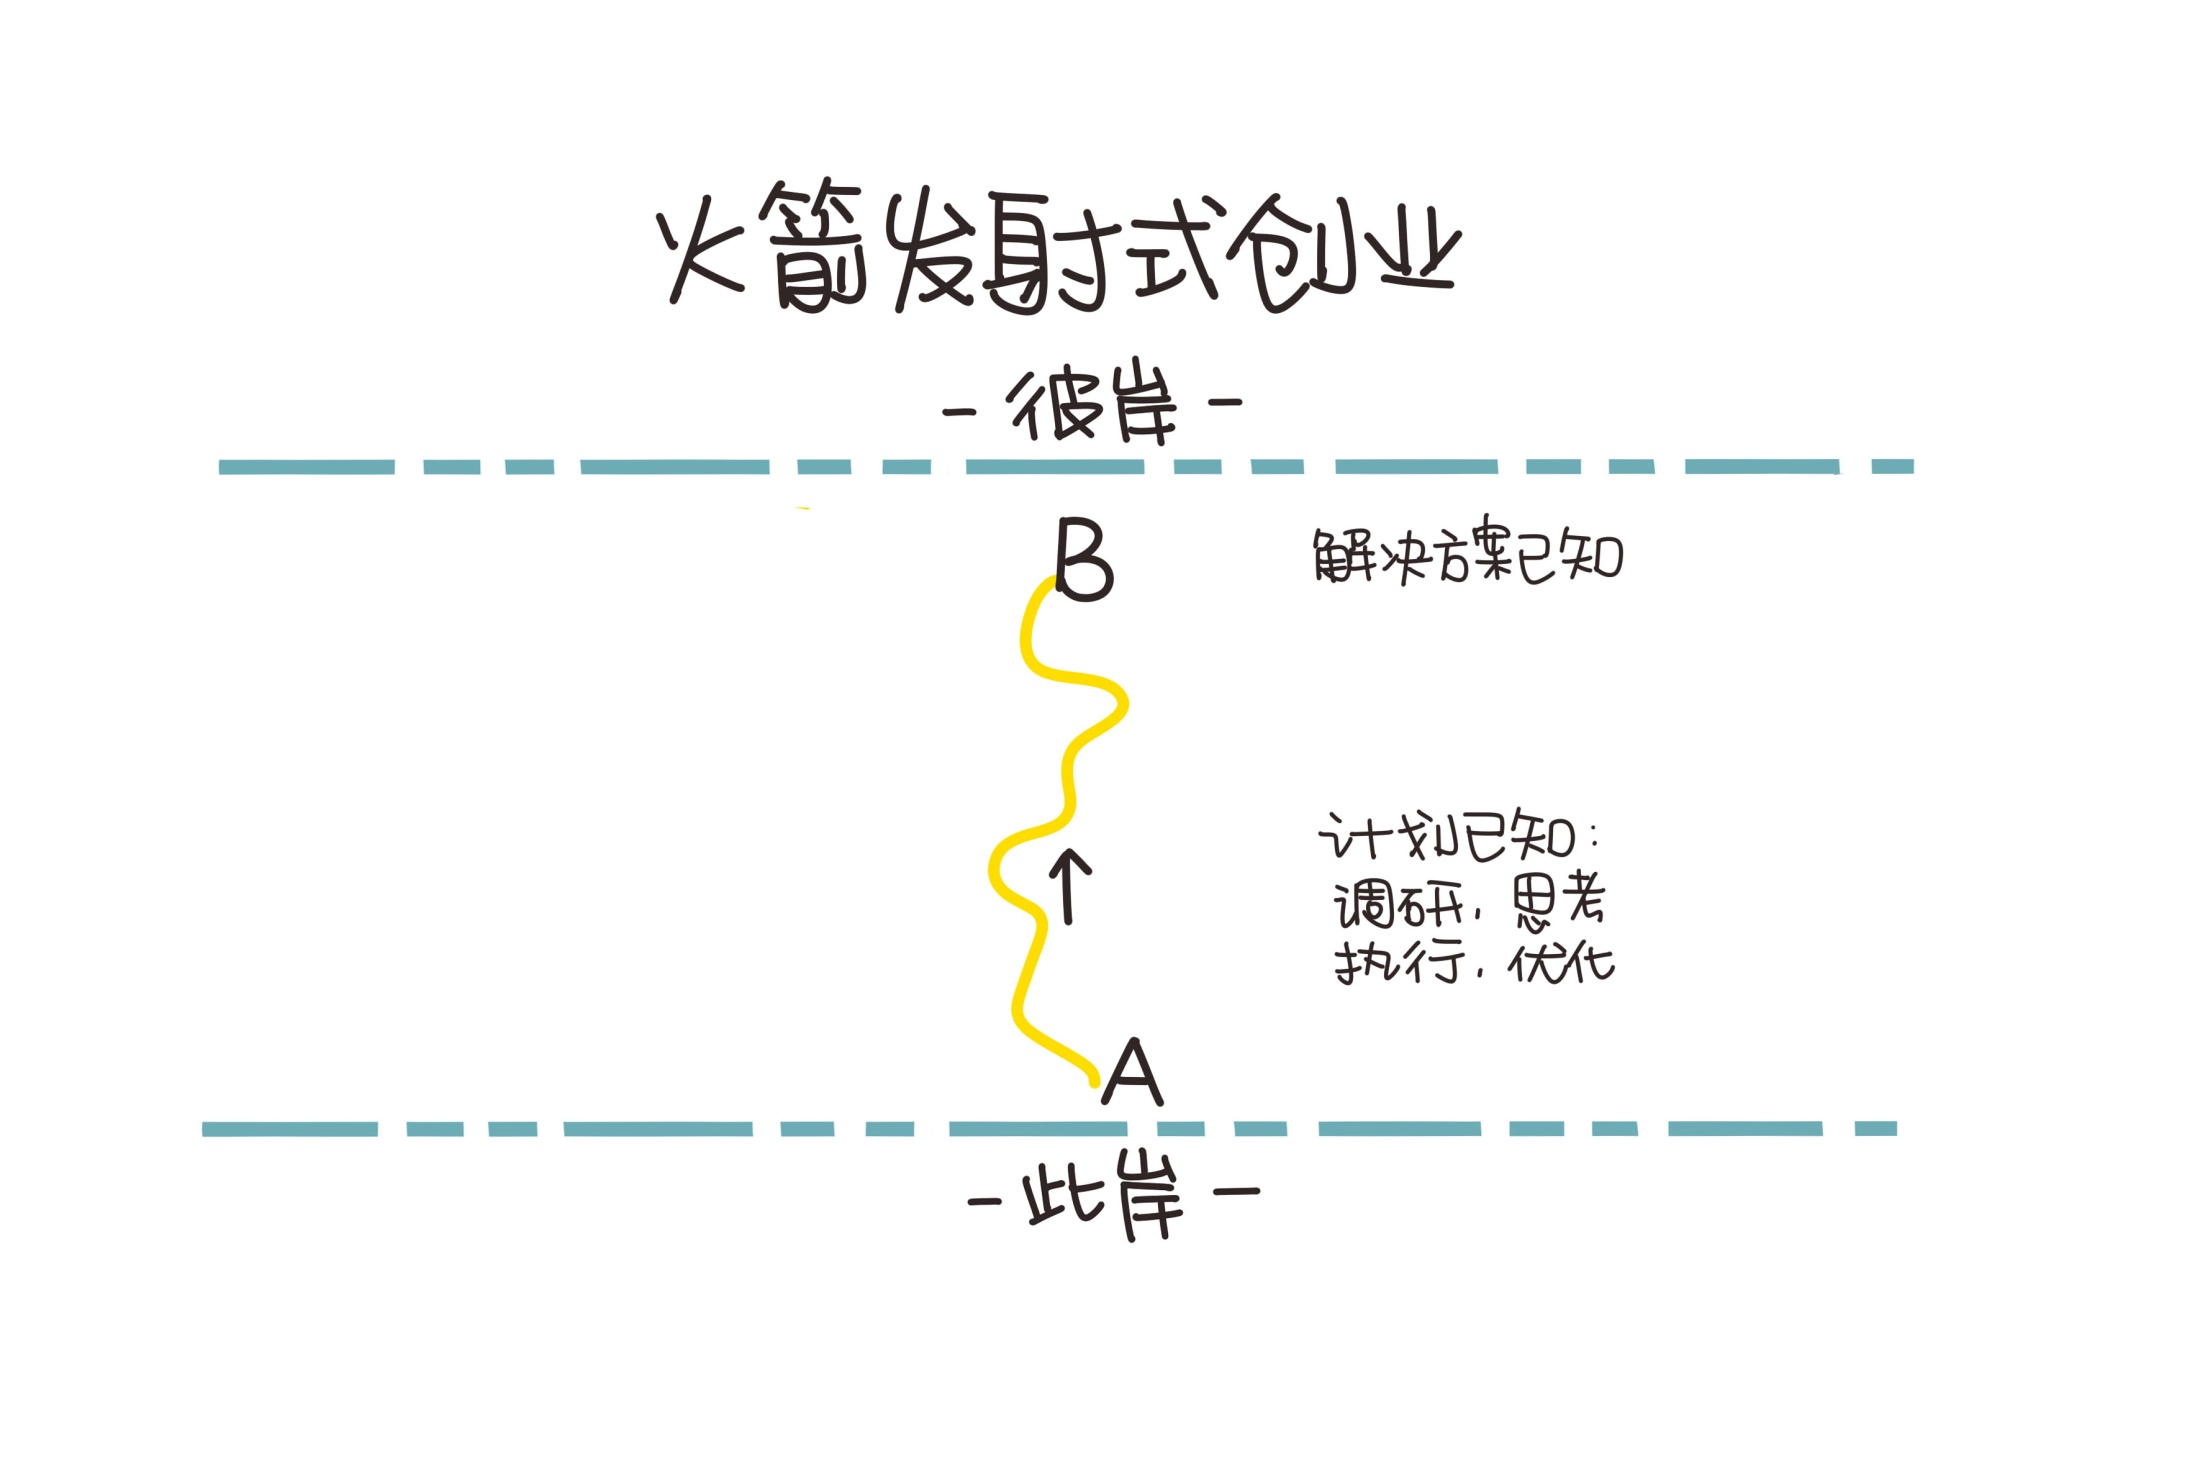 火箭发射式创业
-彼岸-
B
解决方案已知
计划已知:
调研,思考
执行,优化
A
-此岸-